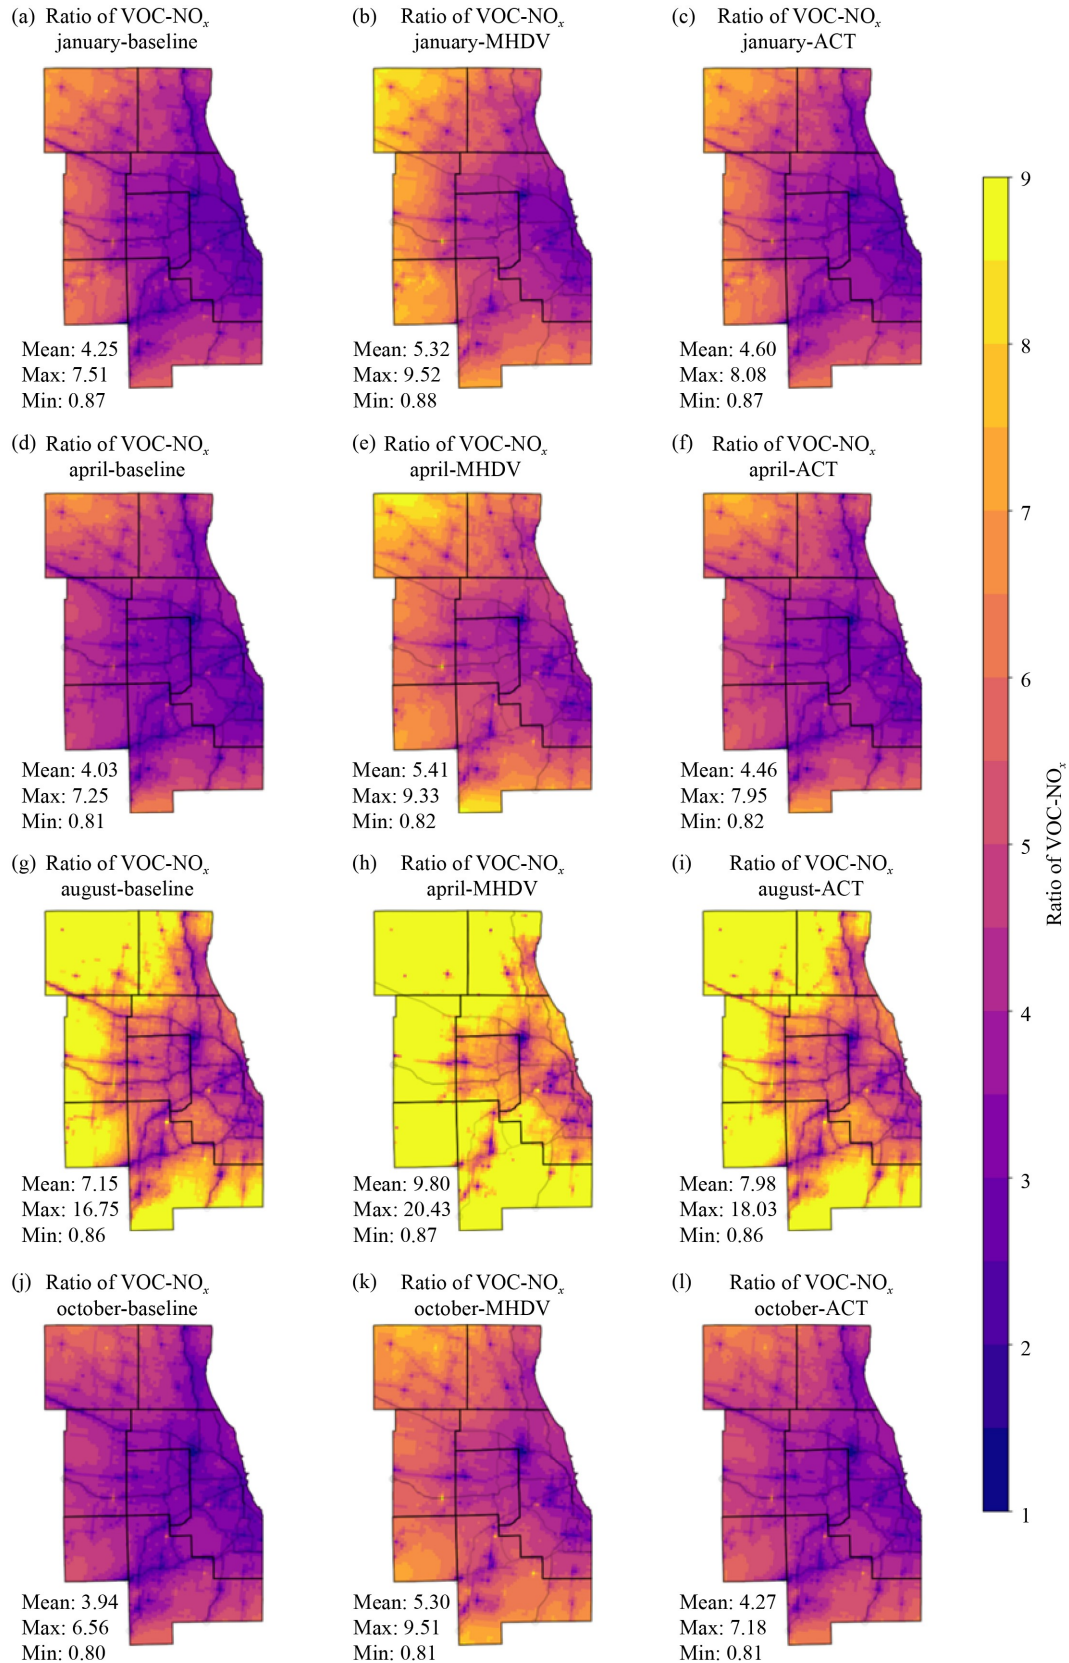 (a) Ratio of VOC-NOx
january-baseline
(b) Ratio of VOC-NOx
january-MHDV
(c) Ratio of VOC-NOx
january-ACT
Mean: 4.25
Max: 7.51
Min: 0.87
Mean: 5.32
Max: 9.52
Min: 0.88
Mean: 4.60
Max: 8.08
Min: 0.87
(d) Ratio of VOC-NOx
april-baseline
(e) Ratio of VOC-NOx
april-MHDV
(f) Ratio of VOC-NOx
april-ACT
Mean: 4.03
Max: 7.25
Min: 0.81
Mean: 5.41
Max: 9.33
Min: 0.82
Mean: 4.46
Max: 7.95
Min: 0.82
(g) Ratio of VOC-NOx
august-baseline
(h) Ratio of VOC-NOx
april-MHDV
(i) Ratio of VOC-NOx
august-ACT
Mean: 7.15
Max: 16.75
Min: 0.86
Mean: 9.80
Max: 20.43
Min: 0.87
Mean: 7.98
Max: 18.03
Min: 0.86
(j) Ratio of VOC-NOx
october-baseline
(k) Ratio of VOC-NOx
october-MHDV
(l) Ratio of VOC-NOx
october-ACT
Mean: 3.94
Max: 6.56
Min: 0.80
Mean: 5.30
Max: 9.51
Min: 0.81
Mean: 4.27
Max: 7.18
Min: 0.81
9
8
7
6
5
4
3
2
1
Ratio of VOC-NOx